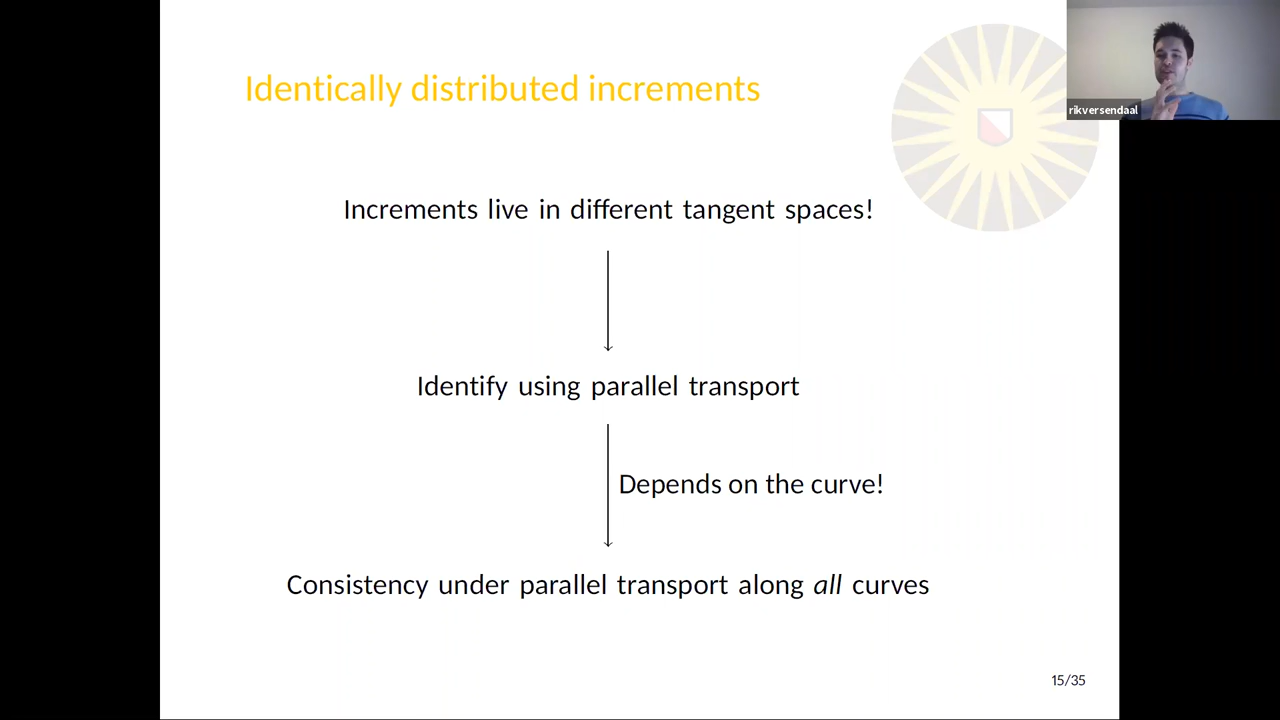 Identically distributed increments
rikversendaal
Increments live in different tangent spaces!
Identify using parallel transport
Depends on the curve!
Consistency under parallel transport along all curves
15/35